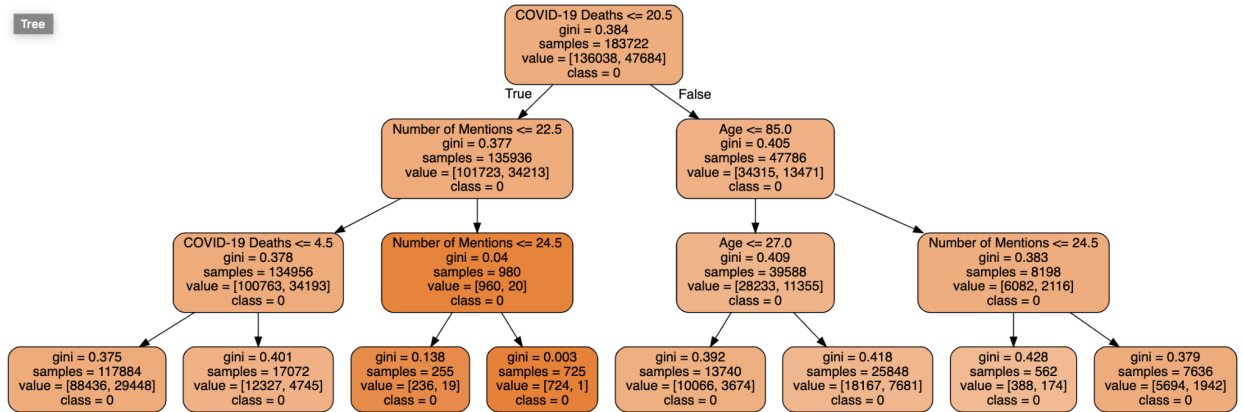 Tree
COVID-19 Deaths <= 20.5
gini = 0.384
samples = 183722
value = [136038, 47684]
class = 0
True
False
Number of Mentions <= 22.5
gini = 0.377
samples = 135936
value = [101723, 34213]
class = 0
Age <= 85.0
gini = 0.405
samples = 47786
value = [34315, 13471]
class = 0
COVID-19 Deaths <= 4.5
gini = 0.378
samples = 134956
value = [100763, 34193]
class = 0
Number of Mentions <= 24.5
gini = 0.04
samples = 980
value = [960, 20]
class = 0
Age <= 27.0
gini = 0.409
samples = 39588
value = [28233, 11355]
class = 0
Number of Mentions <= 24.5
gini = 0.383
samples = 8198
value = [6082, 2116]
class = 0
gini = 0.375
samples = 117884
value = [88436, 29448]
class = 0
gini = 0.401
samples = 17072
value = [12327, 4745]
class = 0
gini = 0.138
samples = 255
value = [236, 19]
class = 0
gini = 0.003
samples = 725
value = [724, 1]
class = 0
gini = 0.392
samples = 13740
value = [10066, 3674]
class = 0
gini = 0.418
samples = 25848
value = [18167, 7681]
class = 0
gini = 0.428
samples = 562
value = [388, 174]
class = 0
gini = 0.379
samples = 7636
value = [5694, 1942]
class = 0